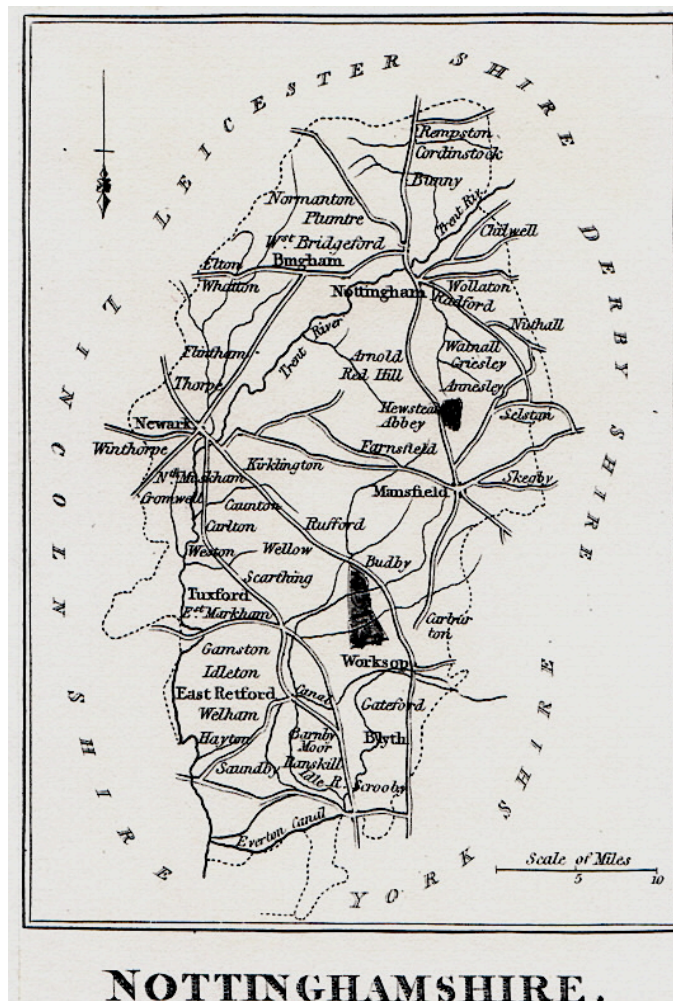 LEICESTER SHIRE
DERBY SHIRE
LINCOLN SHIRE
YORK SHIRE
Rempston
Cordinstock
Bunny
Normanton
Plumtre
Trent Riv.
Wst. Bridgeford
Chilwell
Elton
Bingham
Whatton
Nottingham
Wollaton
Radford
Nuthall
Trent River
Flintham
Arnold
Red Hill
Watnall
Griesley
Thorpe
Annesley
Newark
Hewstead
Abbey
Selstan
Winthorpe
Farnsfield
Kirklington
Skegby
Nth. Muskham
Mansfield
Cromwell
Caunton
Carlton
Rufford
Weston
Wellow
Budby
Scarthing
Tuxford
Est. Markham
Carbur
ton
Gamston
Worksop
Idleton
East Retford
Canal
Gateford
Welham
Hayton
Barnby
Moor
Blyth
Ranskill
Saundby
Idle R.
Scrooby
Everton Canal
Scale of Miles
5 10
NOTTINGHAMSHIRE.